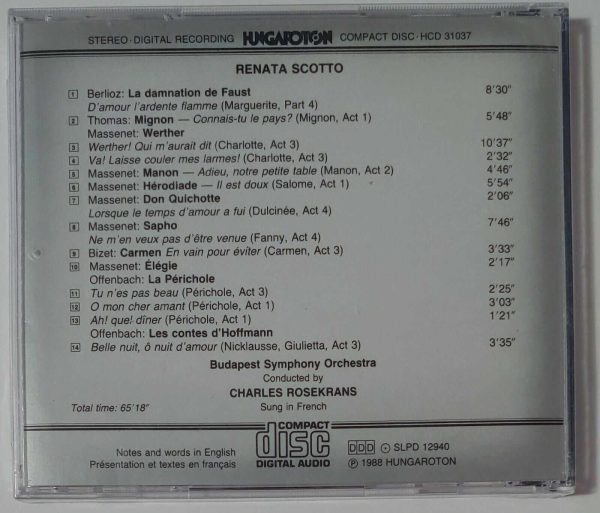 STEREO · DIGITAL RECORDING HUNGAROTON COMPACT DISC · HCD 31037
RENATA SCOTTO
1 Berlioz: La damnation de Faust 8'30"
D'amour l'ardente flamme (Marguerite, Part 4)
2 Thomas: Mignon — Connais-tu le pays? (Mignon, Act 1) 5'48"
Massenet: Werther
3 Werther! Qui m'aurait dit (Charlotte, Act 3) 10'37"
4 Va! Laisse couler mes larmes! (Charlotte, Act 3) 2'32"
5 Massenet: Manon — Adieu, notre petite table (Manon, Act 2) 4'46"
6 Massenet: Hérodiade — Il est doux (Salome, Act 1) 5'54"
7 Massenet: Don Quichotte 2'06"
Lorsque le temps d'amour a fui (Dulcinée, Act 4)
8 Massenet: Sapho 7'46"
Ne m'en veux pas d'être venue (Fanny, Act 4)
9 Bizet: Carmen En vain pour éviter (Carmen, Act 3) 3'33"
10 Massenet: Élégie 2'17"
Offenbach: La Périchole
11 Tu n'es pas beau (Périchole, Act 3) 2'25"
12 O mon cher amant (Périchole, Act 1) 3'03"
13 Ah! quel dîner (Périchole, Act 1) 1'21"
Offenbach: Les contes d'Hoffmann
14 Belle nuit, ô nuit d'amour (Nicklausse, Giulietta, Act 3) 3'35"
Budapest Symphony Orchestra
Conducted by
CHARLES ROSEKRANS
Total time: 65'18" Sung in French
COMPACT
disc
DIGITAL AUDIO
Notes and words in English
Présentation et textes en français
DDD SLPD 12940
℗ 1988 HUNGAROTON